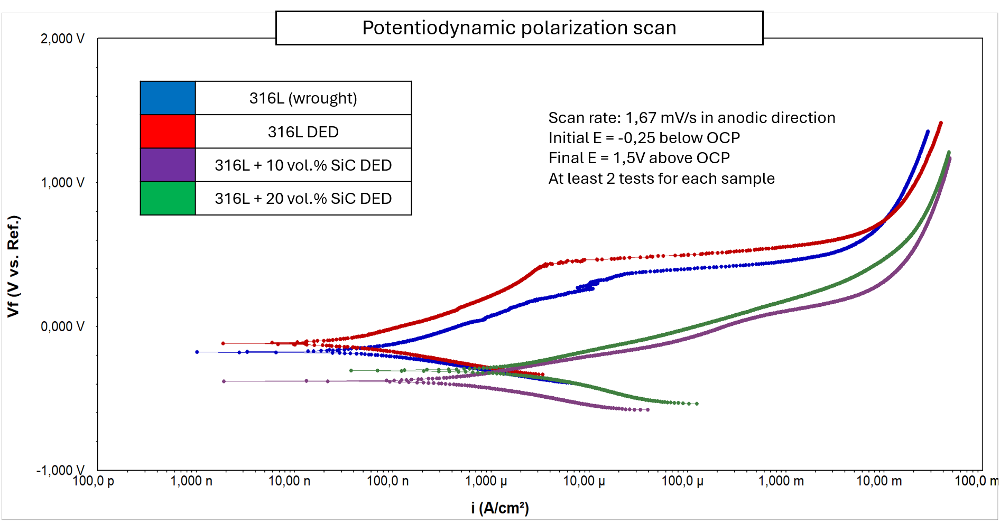 Potentiodynamic polarization scan
2,000 V
316L (wrought)
316L DED
316L + 10 vol.% SiC DED
316L + 20 vol.% SiC DED
Scan rate: 1,67 mV/s in anodic direction
Initial E = -0,25 below OCP
Final E = 1,5V above OCP
At least 2 tests for each sample
1,000 V
Vf (V vs. Ref.)
0,000 V
-1,000 V
100,0 p 1,000 n 10,00 n 100,0 n 1,000 µ 10,00 µ 100,0 µ 1,000 m 10,00 m 100,0 m
i (A/cm²)